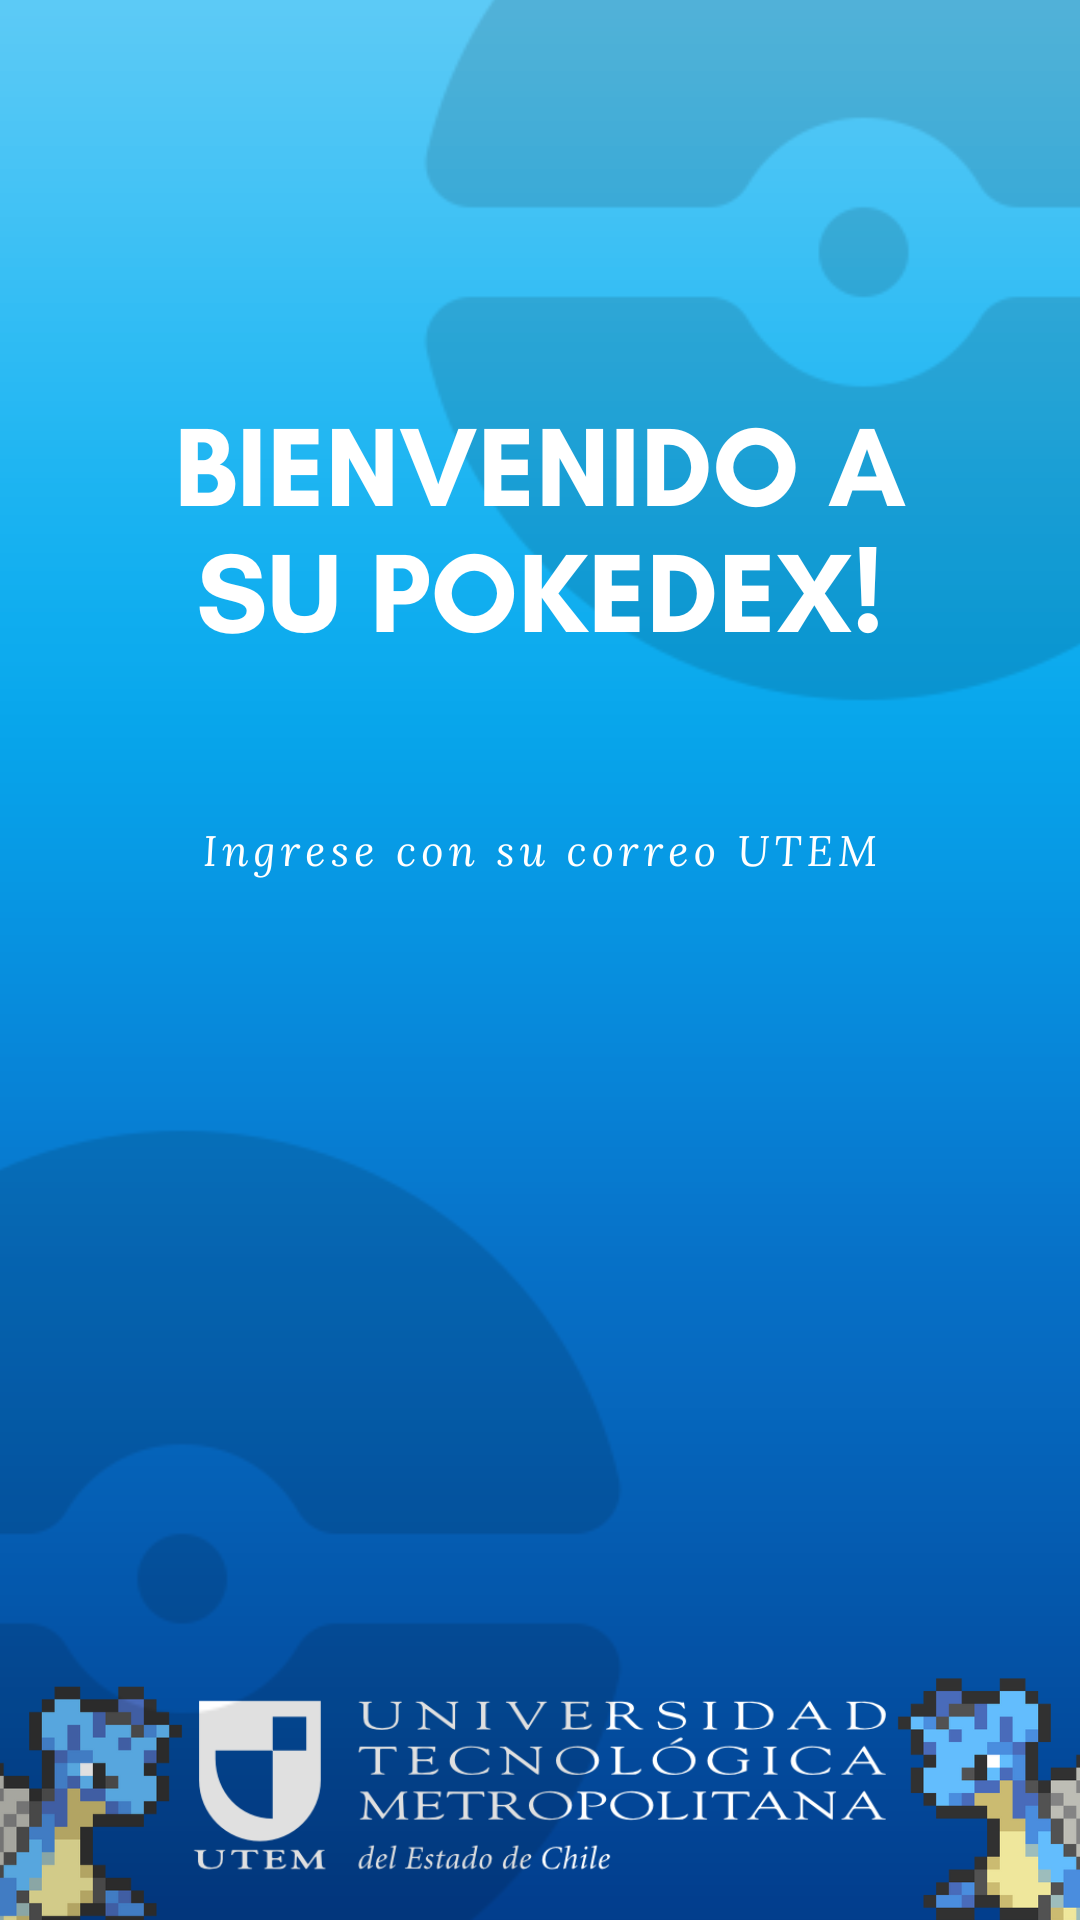 BIENVENIDO A
SU POKEDEX!
Ingrese con su correo UTEM
UNIVERSIDAD
TECNOLÓGICA
METROPOLITANA
UTEM
del Estado de Chile